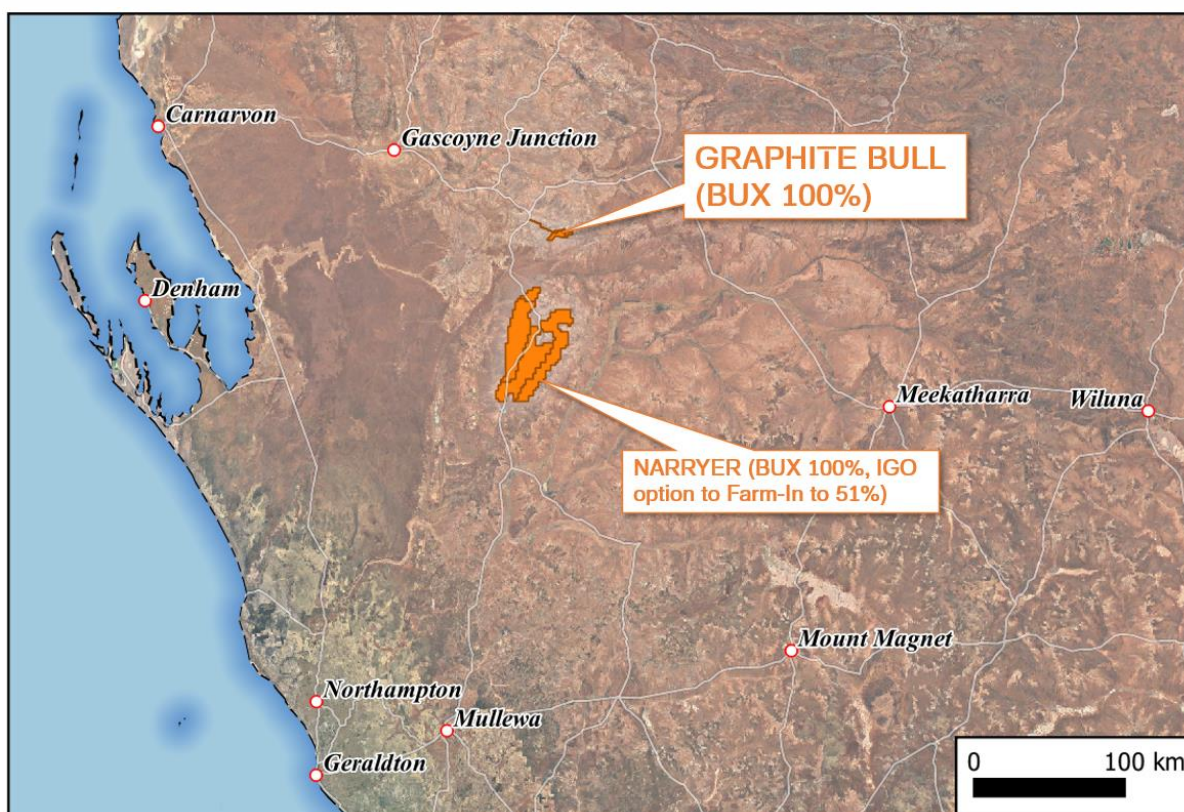 Carnarvon
Gascoyne Junction
GRAPHITE BULL
(BUX 100%)
Denham
Meekatharra
Wiluna
NARRYER (BUX 100%, IGO
option to Farm-In to 51%)
Mount Magnet
Northampton
Mullewa
Geraldton
0 100 km